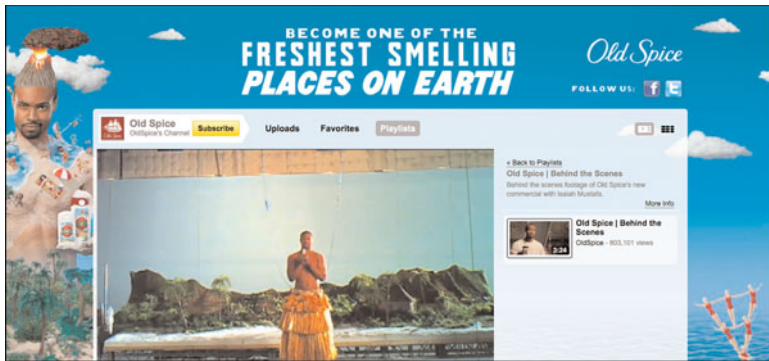 BECOME ONE OF THE
FRESHEST SMELLING
PLACES ON EARTH
Old Spice
FOLLOW US: f t
Old Spice
OldSpice's Channel
Subscribe
Uploads
Favorites
Playlists
« Back to Playlists
Old Spice | Behind the Scenes
Behind the scenes footage of Old Spice's new
commercial with Isaiah Mustafa.
More Info
Old Spice | Behind the
Scenes
OldSpice - 803,101 views
3:24